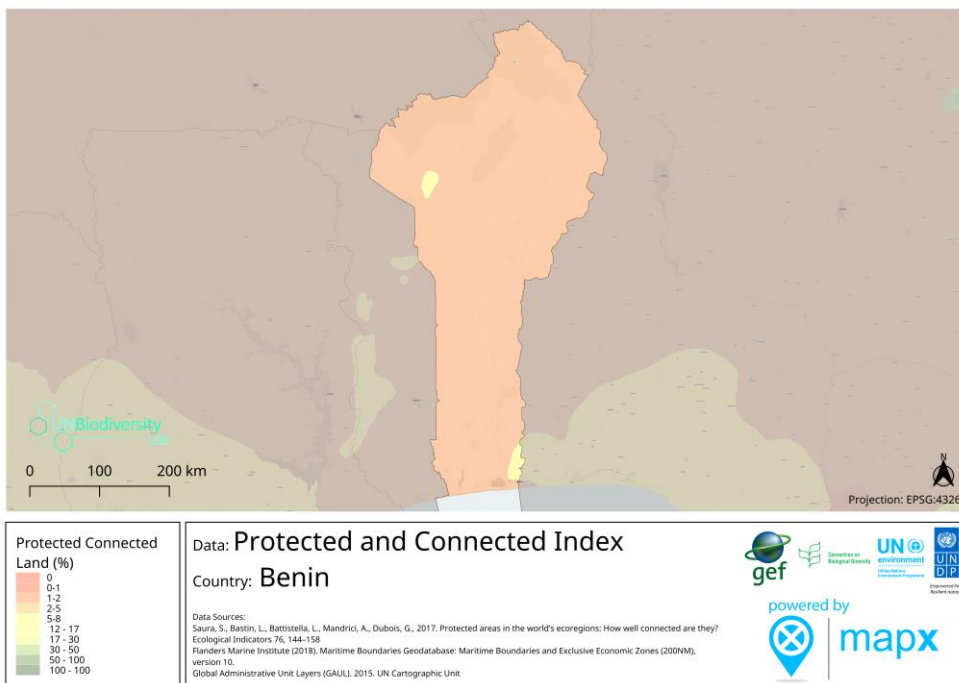 UNBiodiversity
LAB
0 100 200 km
N
Projection: EPSG:4326
Protected Connected
Land (%)
0
0-1
1-2
2-5
5-8
12 - 17
17 - 30
30 - 50
50 - 100
100 - 100
Data: Protected and Connected Index
Country: Benin
Data Sources:
Saura, S., Bastin, L., Battistella, L., Mandrici, A., Dubois, G., 2017. Protected areas in the world's ecoregions: How well connected are they?
Ecological Indicators 76, 144–158
Flanders Marine Institute (2018). Maritime Boundaries Geodatabase: Maritime Boundaries and Exclusive Economic Zones (200NM),
version 10.
Global Administrative Unit Layers (GAUL). 2015. UN Cartographic Unit
gef
Convention on
Biological Diversity
UN
environment
United Nations
Environment Programme
U N
D P
Empowered lives.
Resilient nations.
powered by
mapx